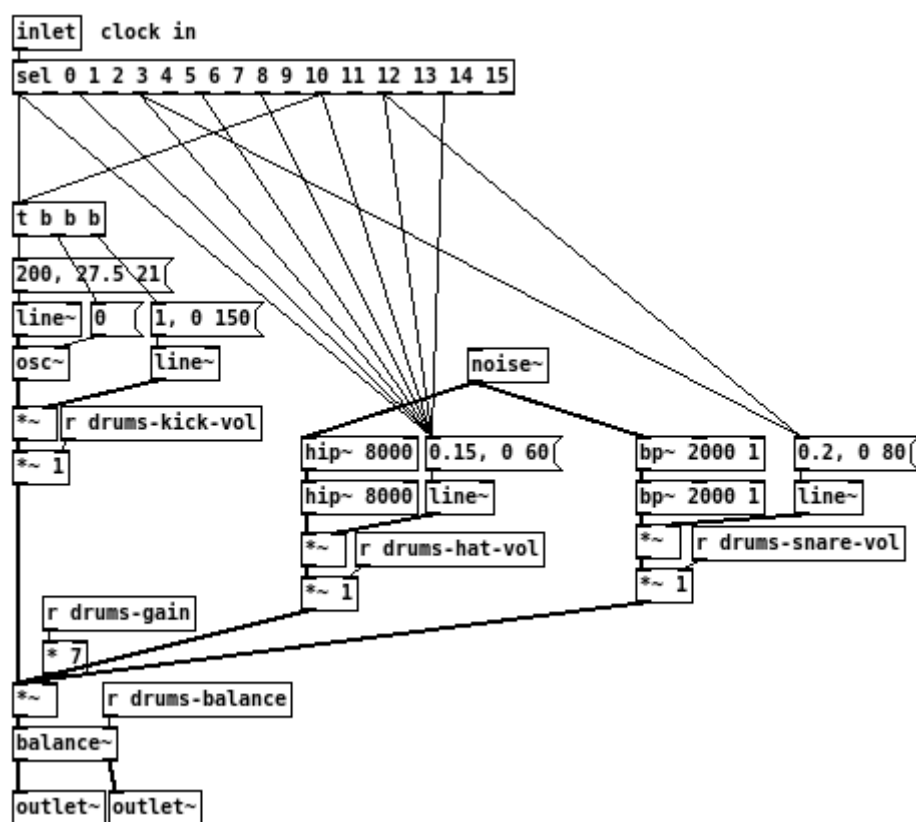 inlet clock in
sel 0 1 2 3 4 5 6 7 8 9 10 11 12 13 14 15
t b b b
200, 27.5 21
line~ 0 1, 0 150
osc~ line~ noise~
*~ r drums-kick-vol
*~ 1 hip~ 8000 0.15, 0 60 bp~ 2000 1 0.2, 0 80
hip~ 8000 line~ bp~ 2000 1 line~
*~ r drums-hat-vol *~ r drums-snare-vol
*~ 1 *~ 1
r drums-gain
* 7
*~ r drums-balance
balance~
outlet~ outlet~